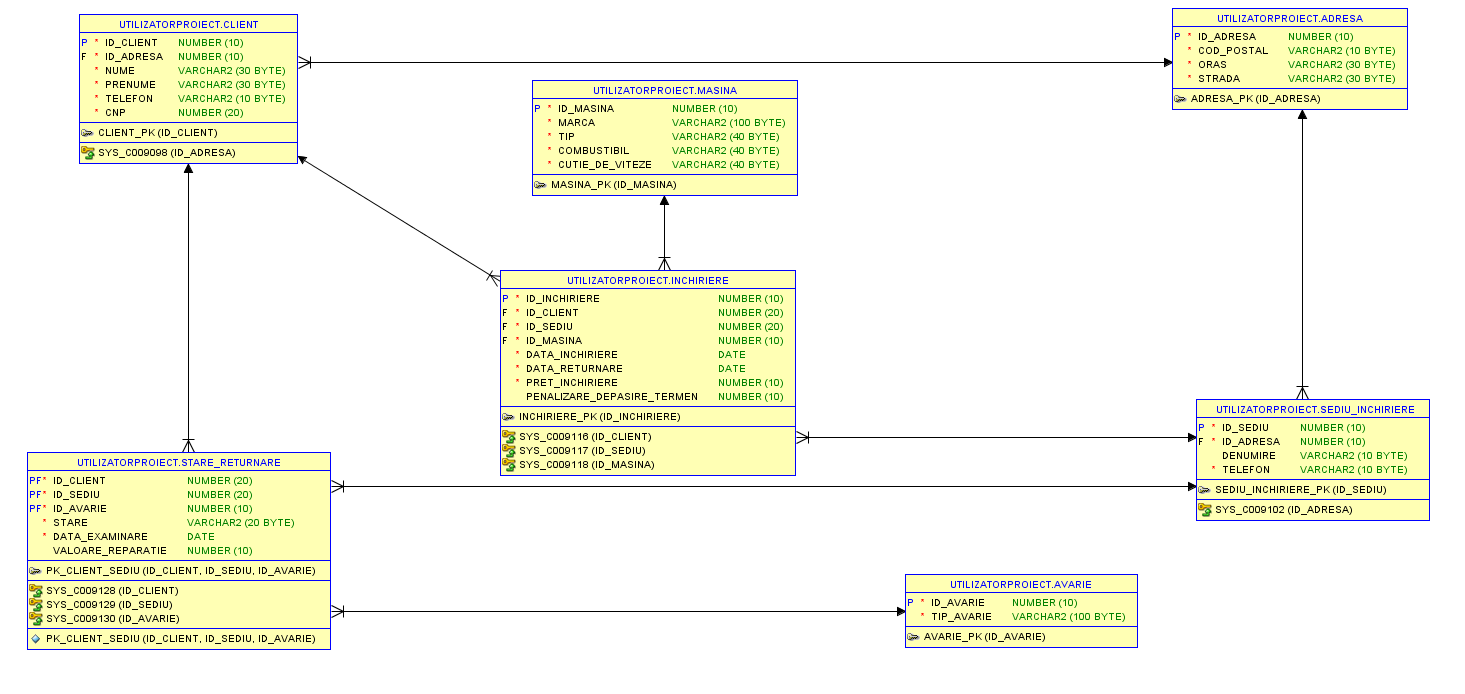 UTILIZATORPROIECT.CLIENT
P * ID_CLIENT NUMBER (10)
F * ID_ADRESA NUMBER (10)
* NUME VARCHAR2 (30 BYTE)
* PRENUME VARCHAR2 (30 BYTE)
* TELEFON VARCHAR2 (10 BYTE)
* CNP NUMBER (20)
CLIENT_PK (ID_CLIENT)
SYS_C009098 (ID_ADRESA)
UTILIZATORPROIECT.ADRESA
P * ID_ADRESA NUMBER (10)
* COD_POSTAL VARCHAR2 (10 BYTE)
* ORAS VARCHAR2 (30 BYTE)
* STRADA VARCHAR2 (30 BYTE)
ADRESA_PK (ID_ADRESA)
UTILIZATORPROIECT.MASINA
P * ID_MASINA NUMBER (10)
* MARCA VARCHAR2 (100 BYTE)
* TIP VARCHAR2 (40 BYTE)
* COMBUSTIBIL VARCHAR2 (40 BYTE)
* CUTIE_DE_VITEZE VARCHAR2 (40 BYTE)
MASINA_PK (ID_MASINA)
UTILIZATORPROIECT.INCHIRIERE
P * ID_INCHIRIERE NUMBER (10)
F * ID_CLIENT NUMBER (20)
F * ID_SEDIU NUMBER (20)
F * ID_MASINA NUMBER (10)
* DATA_INCHIRIERE DATE
* DATA_RETURNARE DATE
* PRET_INCHIRIERE NUMBER (10)
PENALIZARE_DEPASIRE_TERMEN NUMBER (10)
INCHIRIERE_PK (ID_INCHIRIERE)
SYS_C009116 (ID_CLIENT)
SYS_C009117 (ID_SEDIU)
SYS_C009118 (ID_MASINA)
UTILIZATORPROIECT.SEDIU_INCHIRIERE
P * ID_SEDIU NUMBER (10)
F * ID_ADRESA NUMBER (10)
DENUMIRE VARCHAR2 (10 BYTE)
* TELEFON VARCHAR2 (10 BYTE)
SEDIU_INCHIRIERE_PK (ID_SEDIU)
SYS_C009102 (ID_ADRESA)
UTILIZATORPROIECT.STARE_RETURNARE
PF* ID_CLIENT NUMBER (20)
PF* ID_SEDIU NUMBER (20)
PF* ID_AVARIE NUMBER (10)
* STARE VARCHAR2 (20 BYTE)
* DATA_EXAMINARE DATE
VALOARE_REPARATIE NUMBER (10)
PK_CLIENT_SEDIU (ID_CLIENT, ID_SEDIU, ID_AVARIE)
SYS_C009128 (ID_CLIENT)
SYS_C009129 (ID_SEDIU)
SYS_C009130 (ID_AVARIE)
PK_CLIENT_SEDIU (ID_CLIENT, ID_SEDIU, ID_AVARIE)
UTILIZATORPROIECT.AVARIE
P * ID_AVARIE NUMBER (10)
* TIP_AVARIE VARCHAR2 (100 BYTE)
AVARIE_PK (ID_AVARIE)